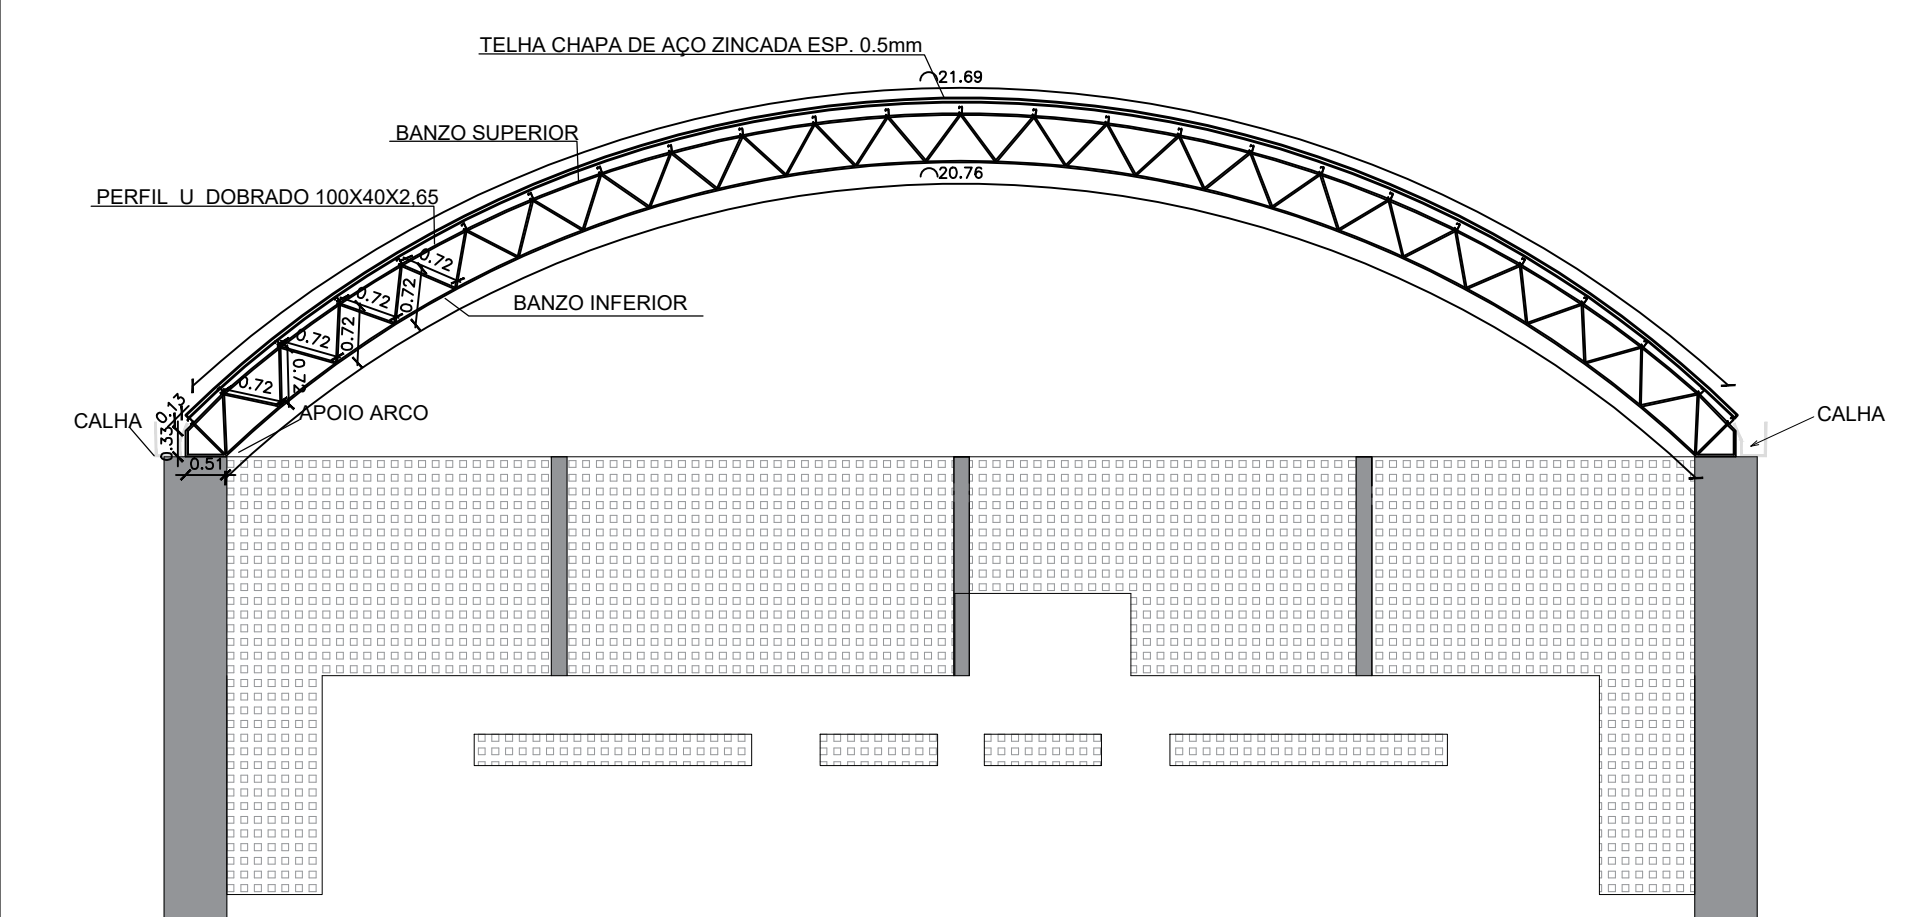 TELHA CHAPA DE AÇO ZINCADA ESP. 0.5mm
21.69
BANZO SUPERIOR
20.76
PERFIL U DOBRADO 100X40X2,65
0.72
0.72
0.72
BANZO INFERIOR
0.72
0.72
0.72
0.72
0.13
APOIO ARCO
CALHA
CALHA
0.33
0.51